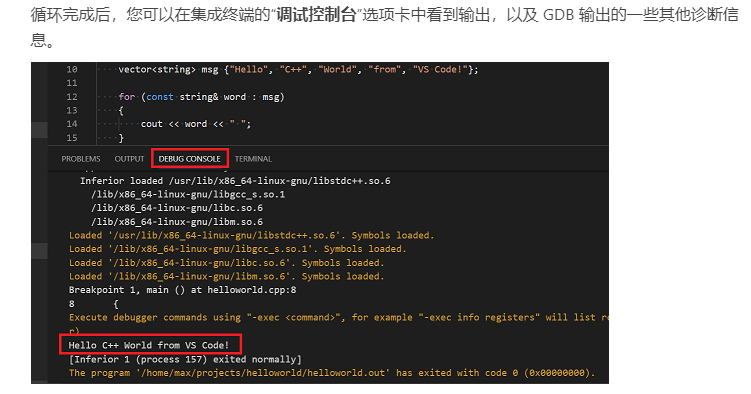 循环完成后，您可以在集成终端的“调试控制台”选项卡中看到输出，以及 GDB 输出的一些其他诊断信
息。
10 vector<string> msg {"Hello", "C++", "World", "from", "VS Code!"};
11
12 for (const string& word : msg)
13 {
14 cout << word << " ";
15 }
PROBLEMS OUTPUT DEBUG CONSOLE TERMINAL
Inferior loaded /usr/lib/x86_64-linux-gnu/libstdc++.so.6
/lib/x86_64-linux-gnu/libgcc_s.so.1
/lib/x86_64-linux-gnu/libc.so.6
/lib/x86_64-linux-gnu/libm.so.6
Loaded '/usr/lib/x86_64-linux-gnu/libstdc++.so.6'. Symbols loaded.
Loaded '/lib/x86_64-linux-gnu/libgcc_s.so.1'. Symbols loaded.
Loaded '/lib/x86_64-linux-gnu/libc.so.6'. Symbols loaded.
Loaded '/lib/x86_64-linux-gnu/libm.so.6'. Symbols loaded.
Breakpoint 1, main () at helloworld.cpp:8
8 {
Execute debugger commands using "-exec <command>", for example "-exec info registers" will list
r)
Hello C++ World from VS Code!
[Inferior 1 (process 157) exited normally]
The program '/home/max/projects/helloworld/helloworld.out' has exited with code 0 (0x00000000).